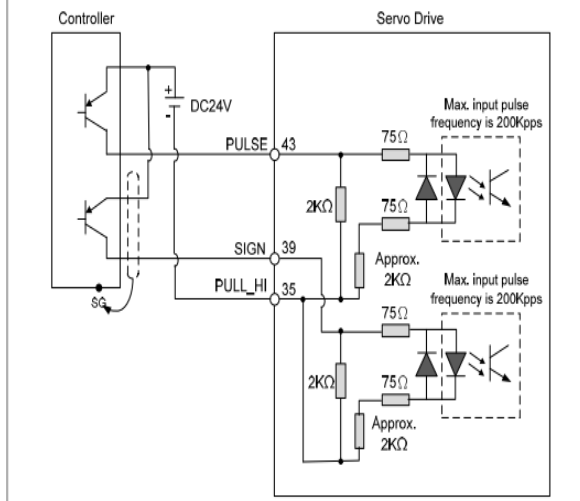 Controller
Servo Drive
+
-
DC24V
Max. input pulse
frequency is 200Kpps
PULSE
43
75Ω
2KΩ
75Ω
SIGN
39
Approx.
2KΩ
PULL_HI
35
SG
Max. input pulse
frequency is 200Kpps
75Ω
2KΩ
75Ω
Approx.
2KΩ